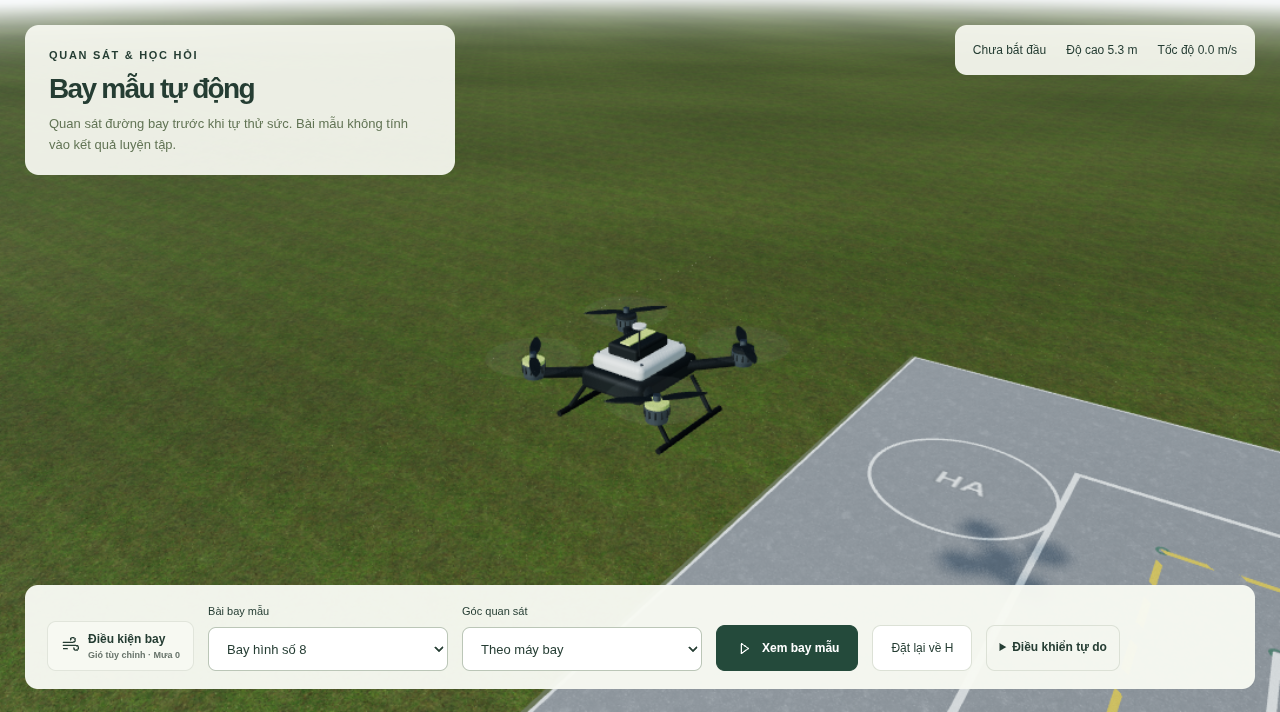 QUAN SÁT & HỌC HỎI
Bay mẫu tự động
Quan sát đường bay trước khi tự thử sức. Bài mẫu không tính
vào kết quả luyện tập.
Chưa bắt đầu Độ cao 5.3 m Tốc độ 0.0 m/s
HA
Điều kiện bay
Gió tùy chỉnh · Mưa 0
Bài bay mẫu
Bay hình số 8
Góc quan sát
Theo máy bay
Xem bay mẫu
Đặt lại về H
Điều khiển tự do